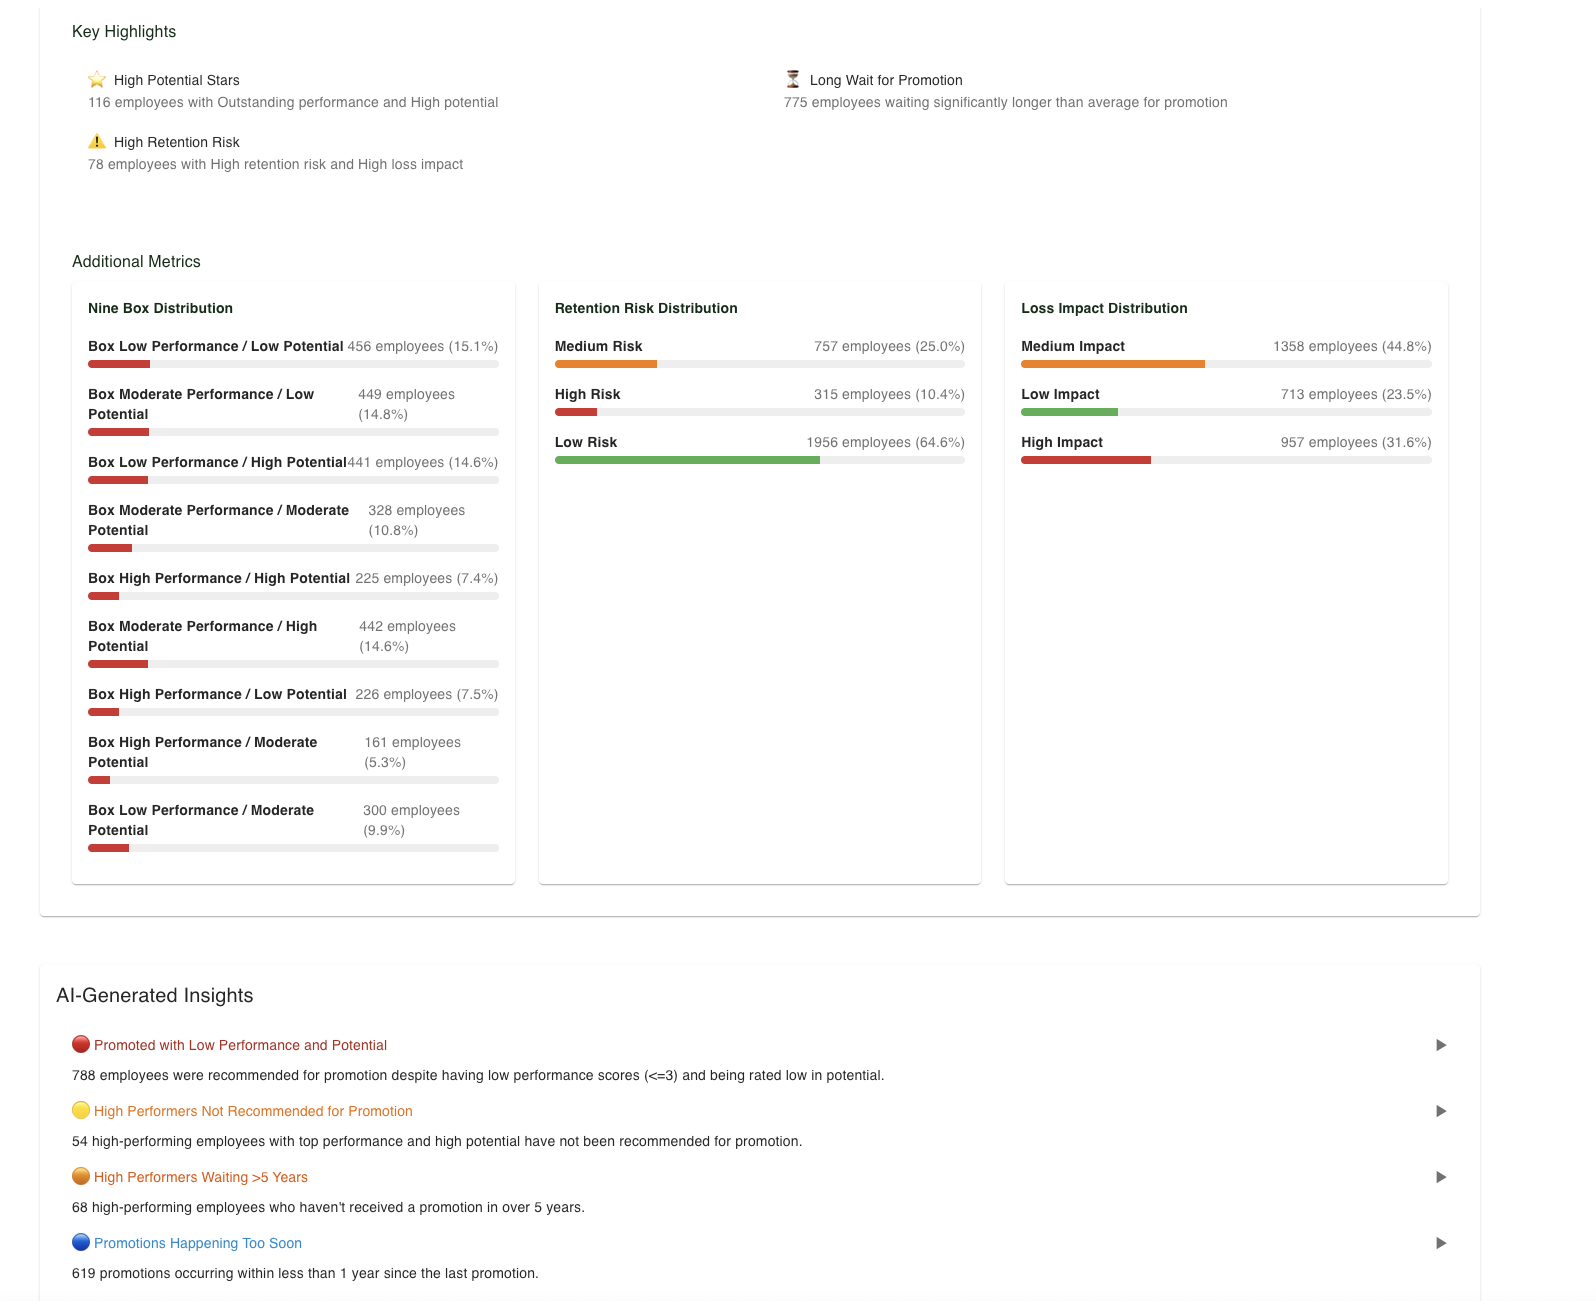 Key Highlights
⭐ High Potential Stars
116 employees with Outstanding performance and High potential
⏳ Long Wait for Promotion
775 employees waiting significantly longer than average for promotion
⚠️ High Retention Risk
78 employees with High retention risk and High loss impact
Additional Metrics
Nine Box Distribution
Box Low Performance / Low Potential 456 employees (15.1%)
Box Moderate Performance / Low
Potential
449 employees
(14.8%)
Box Low Performance / High Potential 441 employees (14.6%)
Box Moderate Performance / Moderate
Potential
328 employees
(10.8%)
Box High Performance / High Potential 225 employees (7.4%)
Box Moderate Performance / High
Potential
442 employees
(14.6%)
Box High Performance / Low Potential 226 employees (7.5%)
Box High Performance / Moderate
Potential
161 employees
(5.3%)
Box Low Performance / Moderate
Potential
300 employees
(9.9%)
Retention Risk Distribution
Medium Risk 757 employees (25.0%)
High Risk 315 employees (10.4%)
Low Risk 1956 employees (64.6%)
Loss Impact Distribution
Medium Impact 1358 employees (44.8%)
Low Impact 713 employees (23.5%)
High Impact 957 employees (31.6%)
AI-Generated Insights
Promoted with Low Performance and Potential
788 employees were recommended for promotion despite having low performance scores (<=3) and being rated low in potential.
High Performers Not Recommended for Promotion
54 high-performing employees with top performance and high potential have not been recommended for promotion.
High Performers Waiting >5 Years
68 high-performing employees who haven't received a promotion in over 5 years.
Promotions Happening Too Soon
619 promotions occurring within less than 1 year since the last promotion.